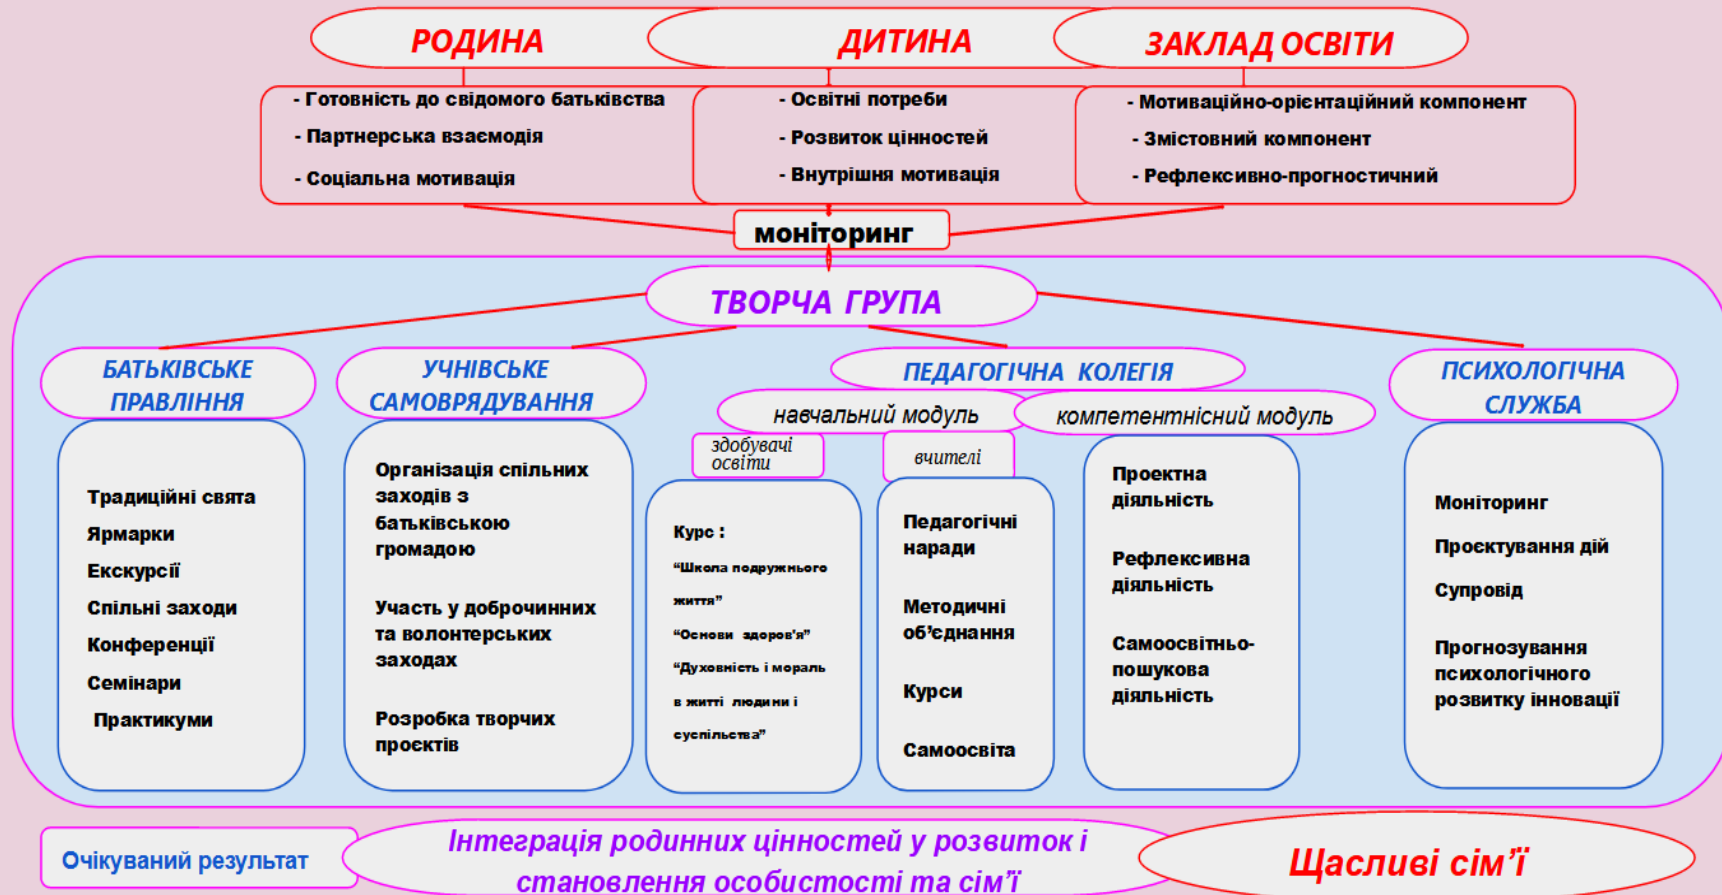 РОДИНА
ДИТИНА
ЗАКЛАД ОСВІТИ
- Готовність до свідомого батьківства
- Партнерська взаємодія
- Соціальна мотивація
- Освітні потреби
- Розвиток цінностей
- Внутрішня мотивація
- Мотиваційно-орієнтаційний компонент
- Змістовний компонент
- Рефлексивно-прогностичний
моніторинг
ТВОРЧА ГРУПА
БАТЬКІВСЬКЕ
ПРАВЛІННЯ
Традиційні свята
Ярмарки
Екскурсії
Спільні заходи
Конференції
Семінари
Практикуми
УЧНІВСЬКЕ
САМОВРЯДУВАННЯ
Організація спільних
заходів з
батьківською
громадою
Участь у доброчинних
та волонтерських
заходах
Розробка творчих
проєктів
ПЕДАГОГІЧНА КОЛЕГІЯ
навчальний модуль
компетентнісний модуль
здобувачі
освіти
Курс :
“Школа подружнього
життя”
“Основи здоров'я”
“Духовність і мораль
в житті людини і
суспільства”
вчителі
Педагогічні
наради
Методичні
об’єднання
Курси
Самоосвіта
Проектна
діяльність
Рефлексивна
діяльність
Самоосвітньо-
пошукова
діяльність
ПСИХОЛОГІЧНА
СЛУЖБА
Моніторинг
Проєктування дій
Супровід
Прогнозування
психологічного
розвитку інновації
Очікуваний результат
Інтеграція родинних цінностей у розвиток і
становлення особистості та сім’ї
Щасливі сім’ї